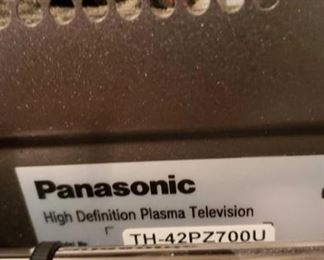 Panasonic
High Definition Plasma Television
TH-42PZ700U